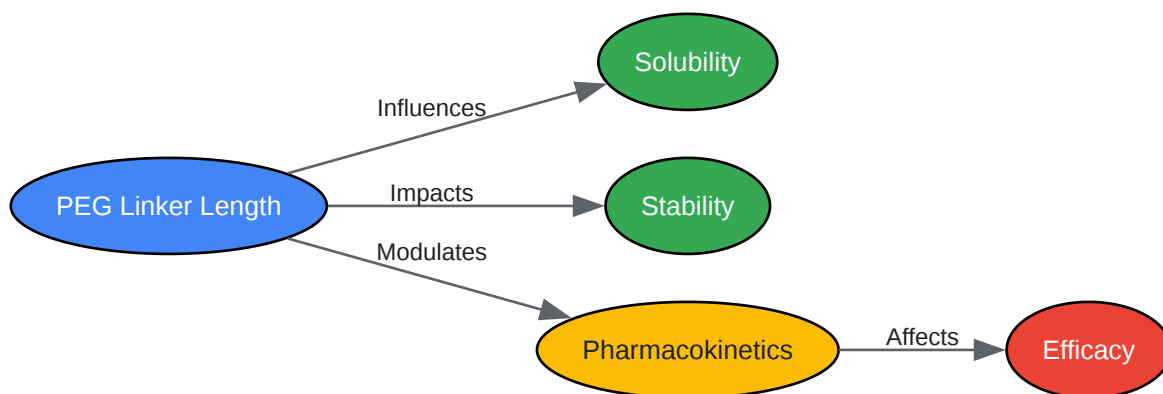 Solubility
Influences
PEG Linker Length
Impacts
Stability
Modulates
Pharmacokinetics
Affects
Efficacy